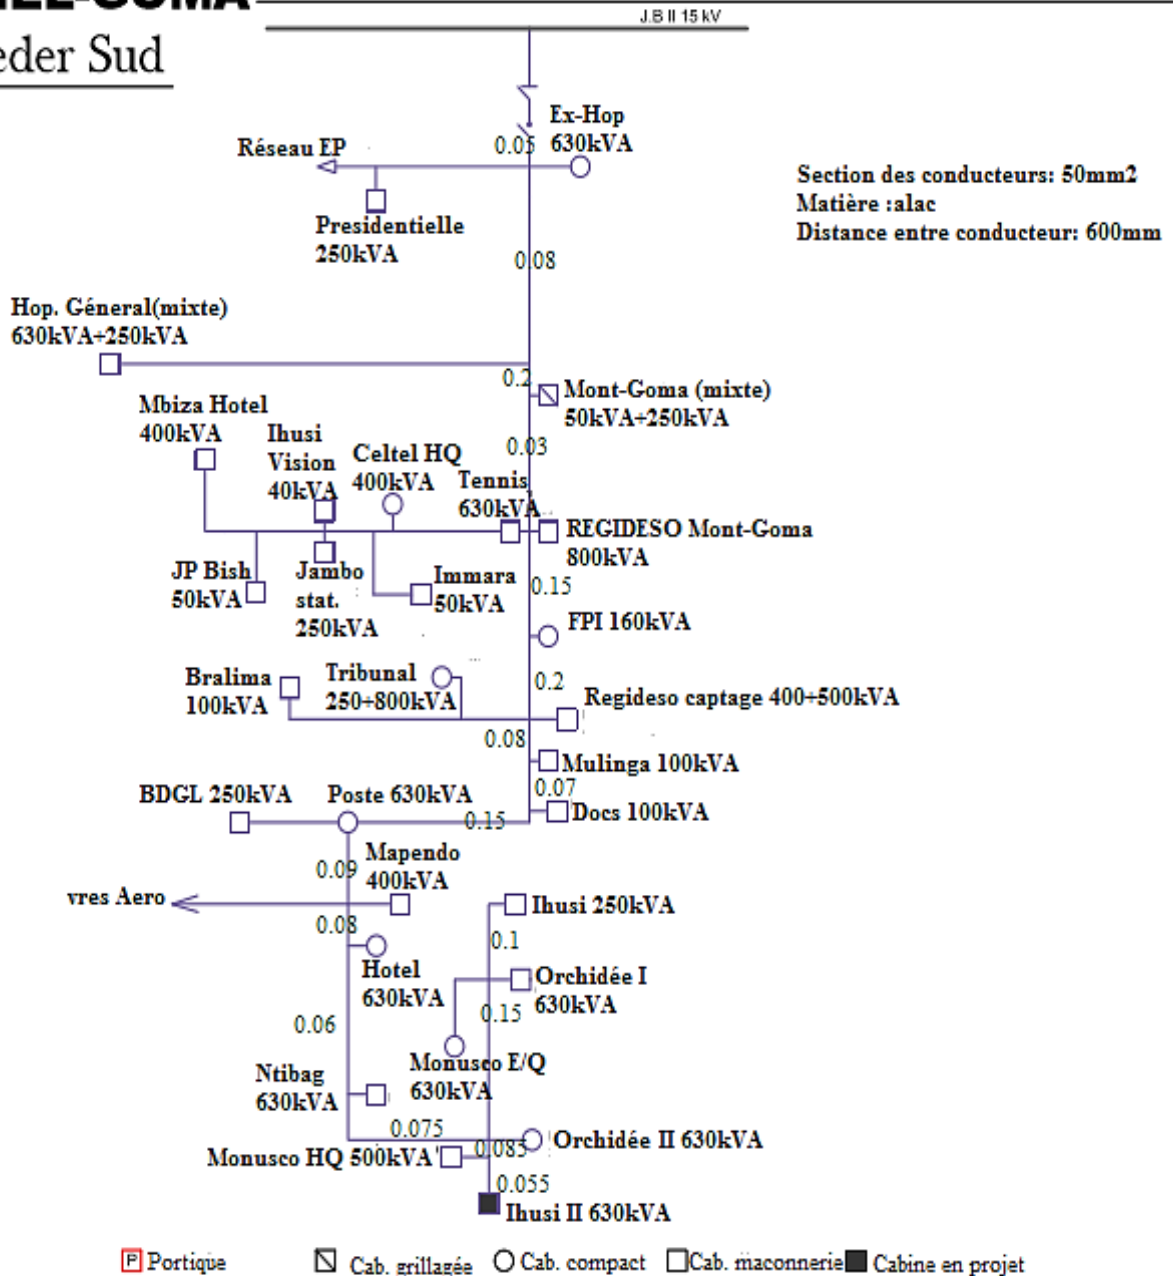 J.B II 15 kV
Ex-Hop
630kVA
Réseau EP
0.05
Section des conducteurs: 50mm2
Matière :alac
Distance entre conducteur: 600mm
Presidentielle
250kVA
0.08
Hop. Géneral(mixte)
630kVA+250kVA
0.2
Mont-Goma (mixte)
50kVA+250kVA
Mbiza Hotel
400kVA
Ihusi
Vision
40kVA
Celtel HQ
400kVA
0.03
Tennis
630kVA
REGIDESO Mont-Goma
800kVA
JP Bish
50kVA
Jambo
stat.
250kVA
Immara
50kVA
0.15
FPI 160kVA
Bralima
100kVA
Tribunal
250+800kVA
0.2
Regideso captage 400+500kVA
0.08
Mulinga 100kVA
0.07
BDGL 250kVA
Poste 630kVA
Docs 100kVA
0.15
Mapendo
400kVA
0.09
vres Aero
Ihusi 250kVA
0.08
0.1
Hotel
630kVA
Orchidée I
630kVA
0.15
0.06
Monusco E/Q
630kVA
Ntibag
630kVA
0.075
Orchidée II 630kVA
0.085
Monusco HQ 500kVA
0.055
Ihusi II 630kVA
P Portique
Cab. grillagée
Cab. compact
Cab. maconnerie
Cabine en projet